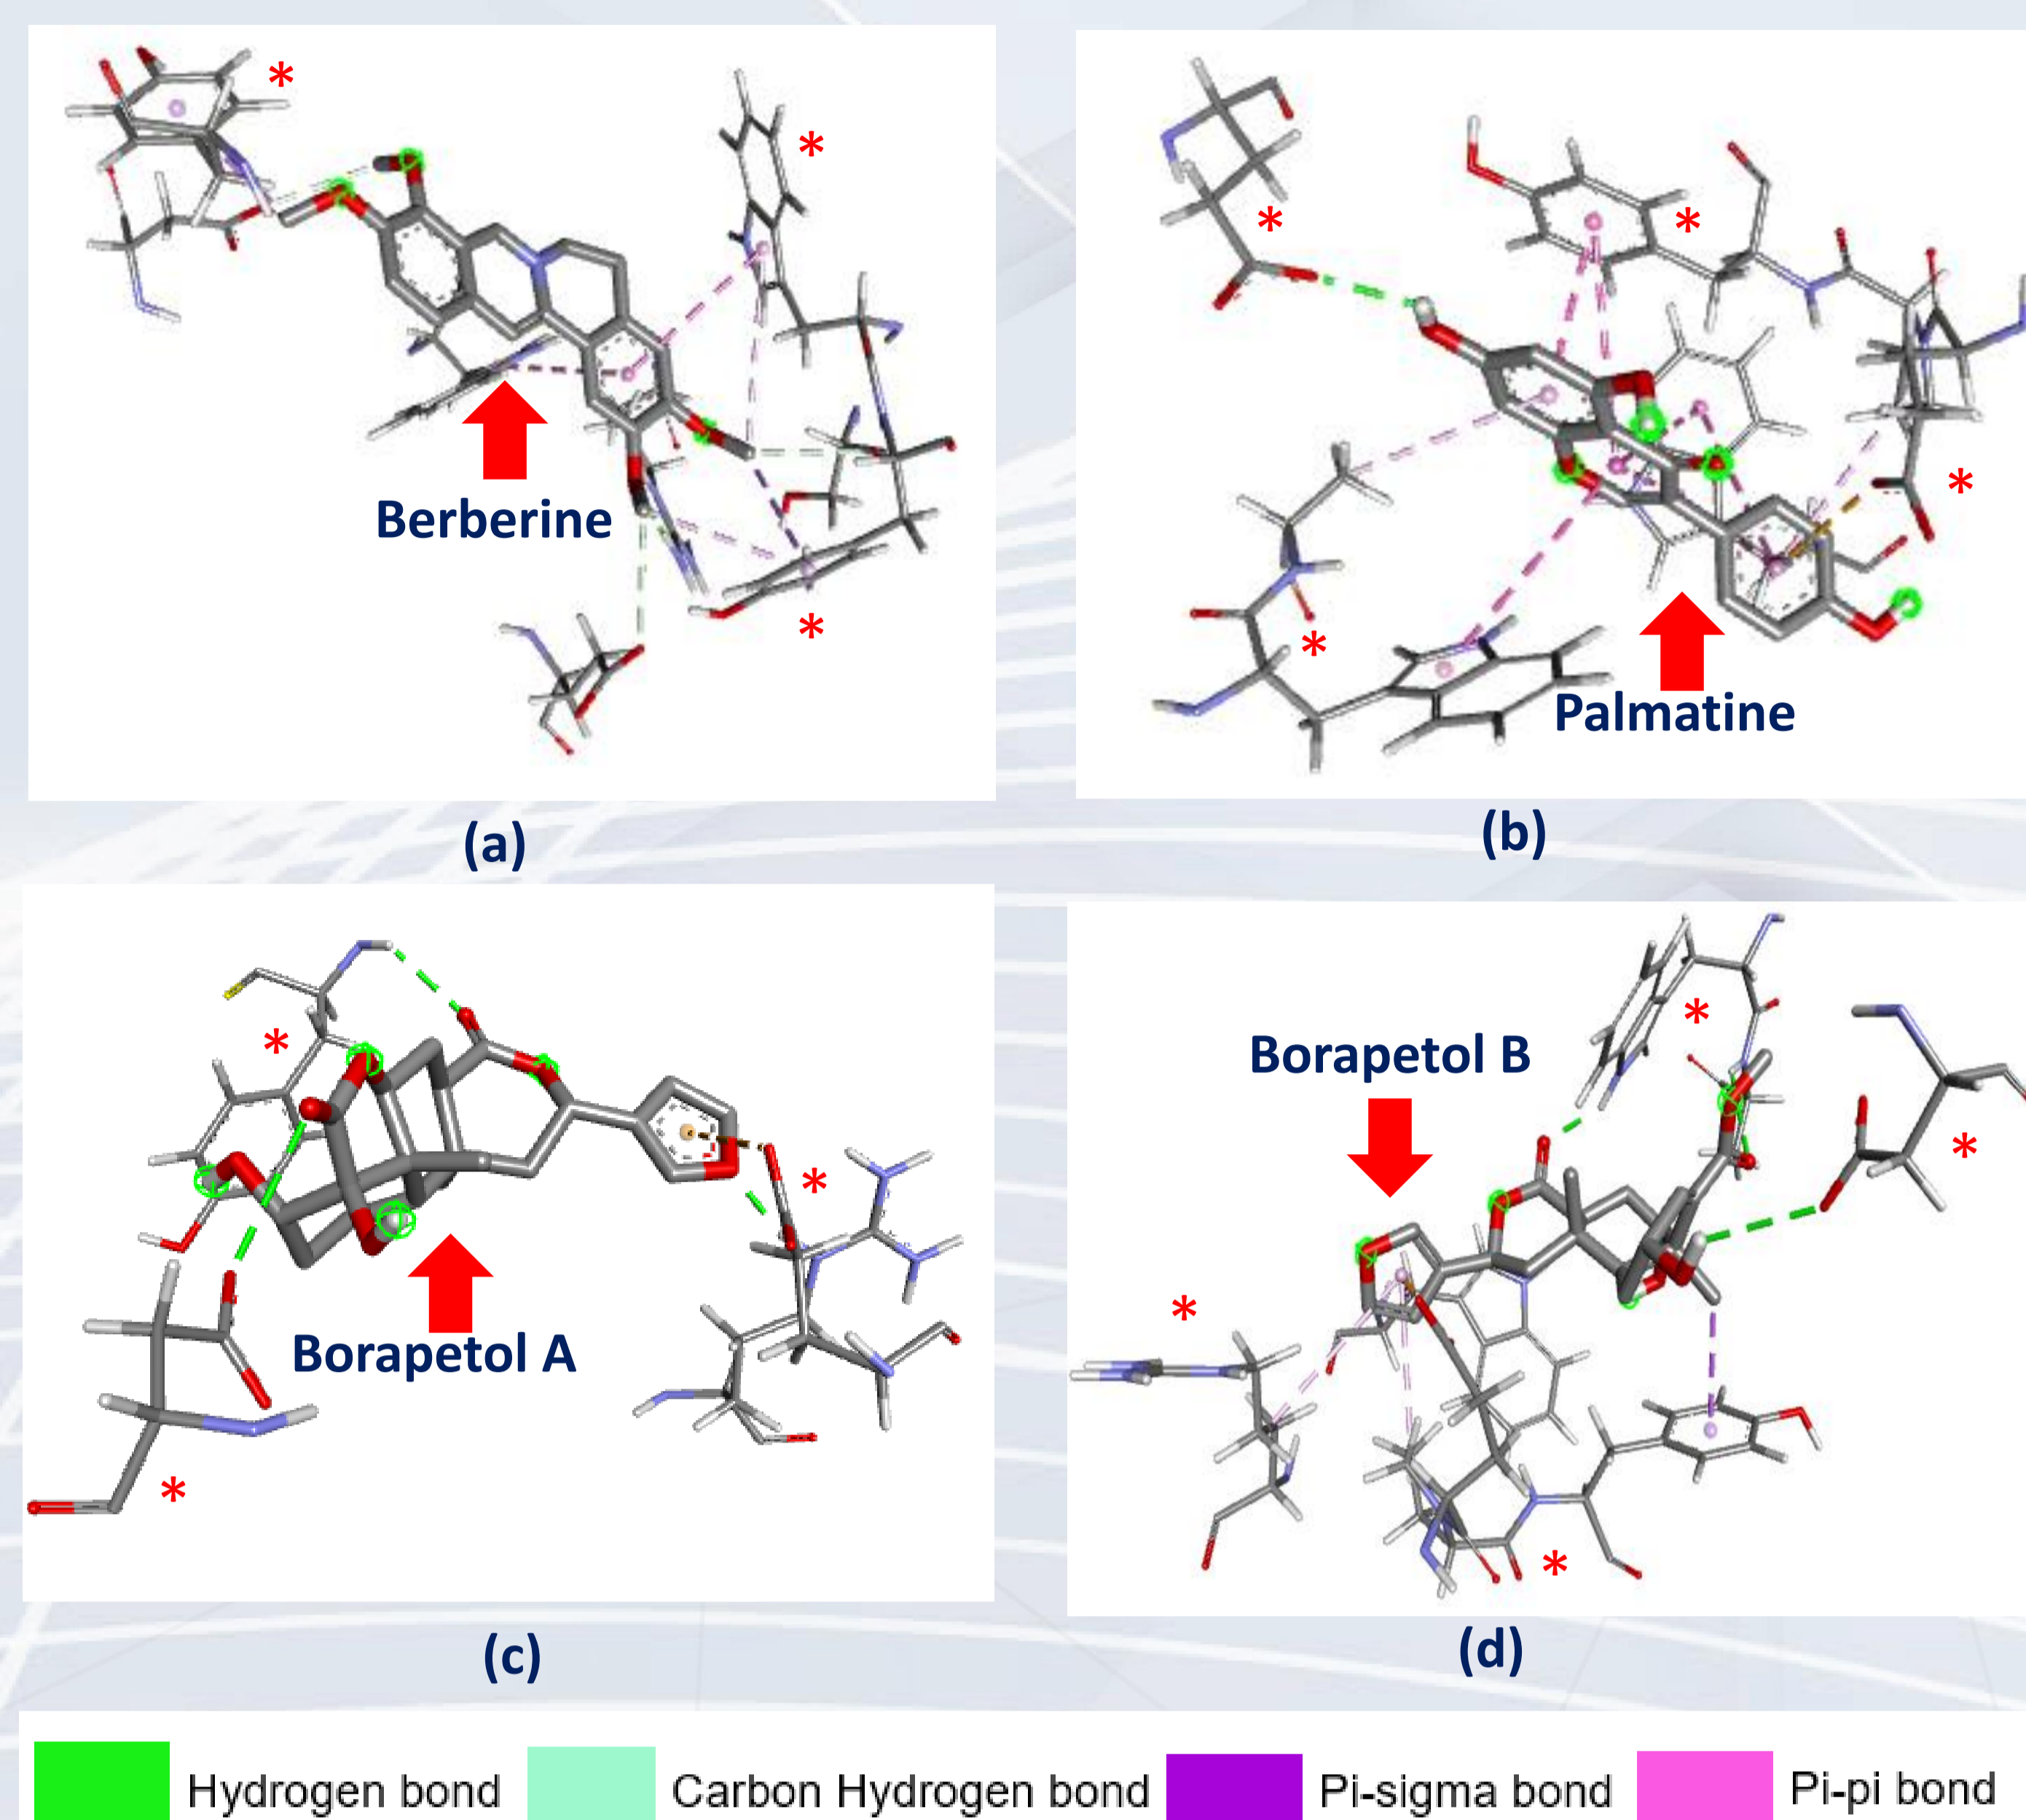 *
*
Berberine
*
(a)
*
*
*
*
Palmatine
(b)
*
*
Borapetol A
*
(c)
*
Borapetol B
*
*
*
(d)
Hydrogen bond
Carbon Hydrogen bond
Pi-sigma bond
Pi-pi bond